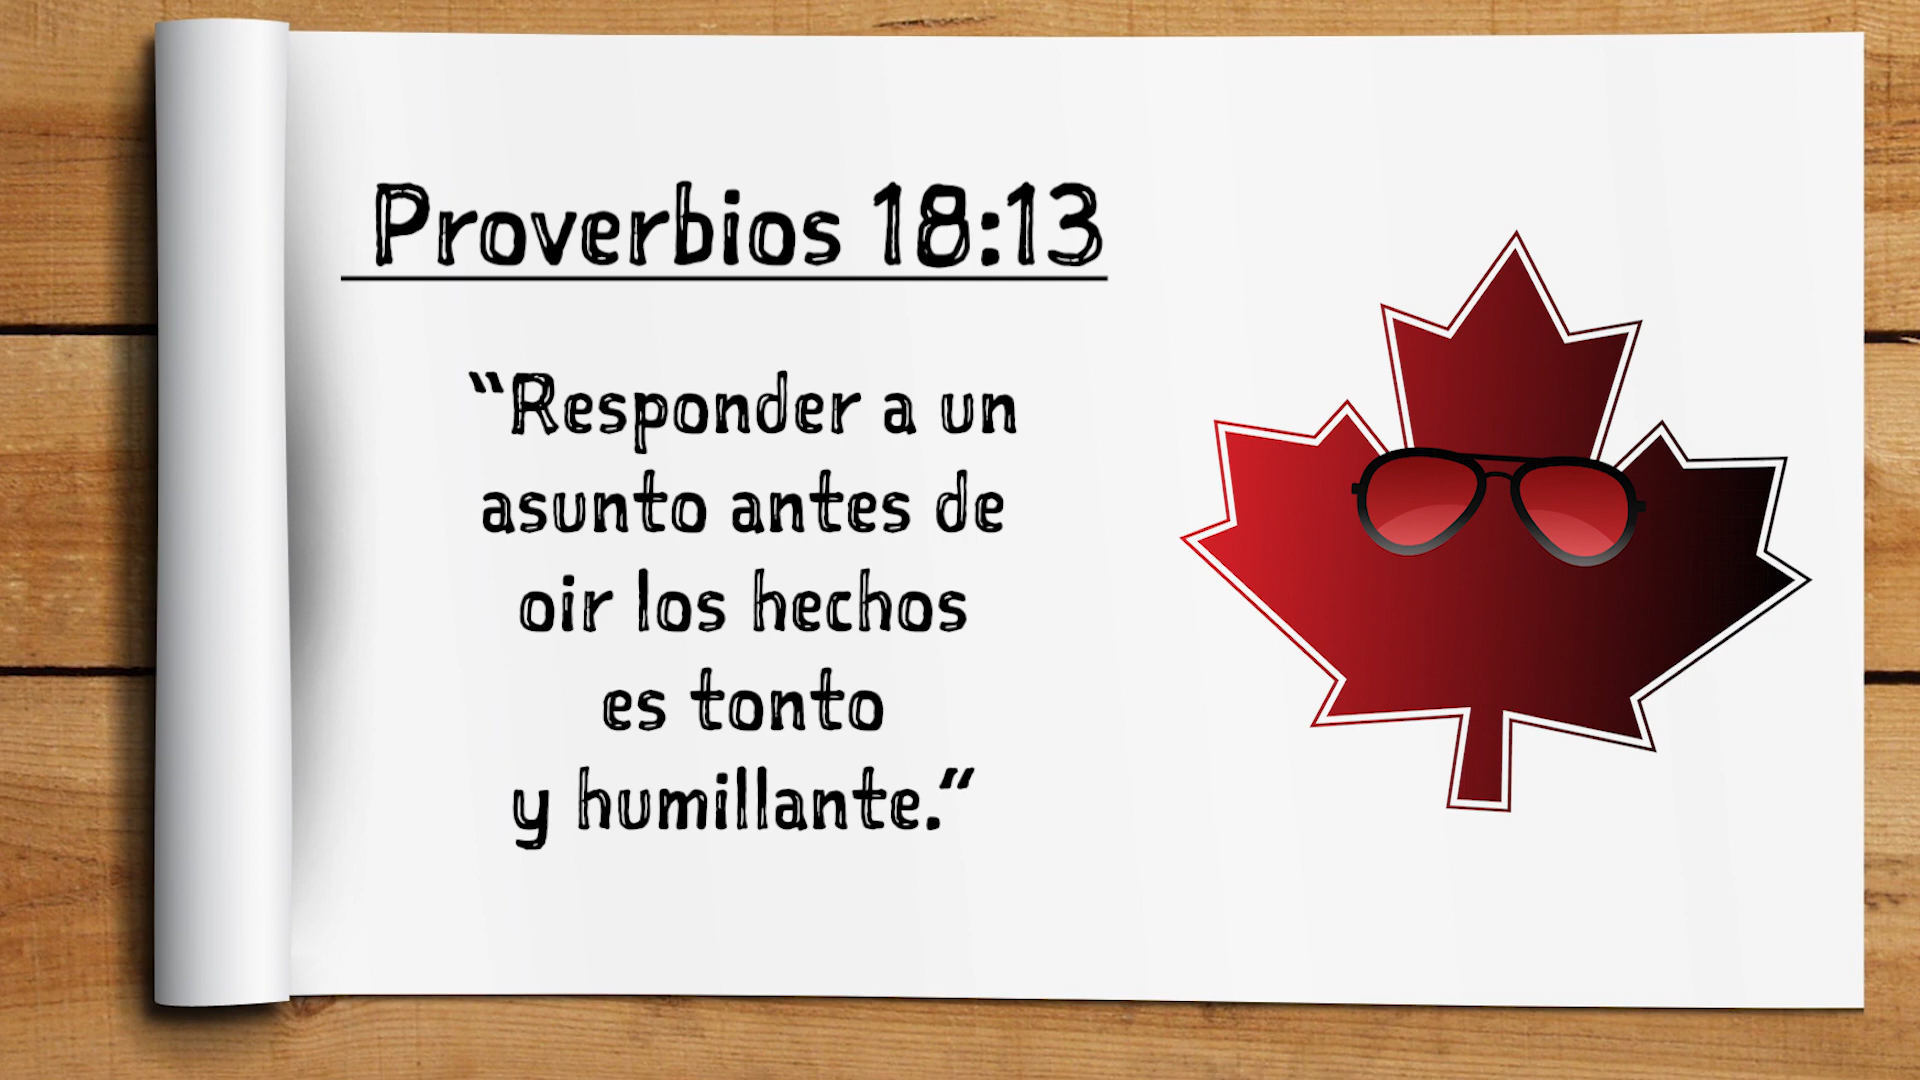 Proverbios 18:13
“Responder a un
asunto antes de
oir los hechos
es tonto
y humillante.”